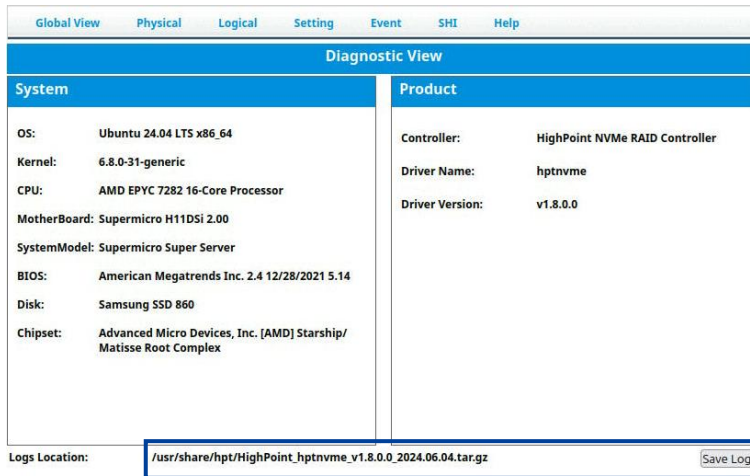 Global View Physical Logical Setting Event SHI Help
Diagnostic View
System
OS: Ubuntu 24.04 LTS x86_64
Kernel: 6.8.0-31-generic
CPU: AMD EPYC 7282 16-Core Processor
MotherBoard: Supermicro H11DSi 2.00
SystemModel: Supermicro Super Server
BIOS: American Megatrends Inc. 2.4 12/28/2021 5.14
Disk: Samsung SSD 860
Chipset: Advanced Micro Devices, Inc. [AMD] Starship/
Matisse Root Complex
Product
Controller: HighPoint NVMe RAID Controller
Driver Name: hptnvme
Driver Version: v1.8.0.0
Logs Location: /usr/share/hpt/HighPoint_hptnvme_v1.8.0.0_2024.06.04.tar.gz Save Log